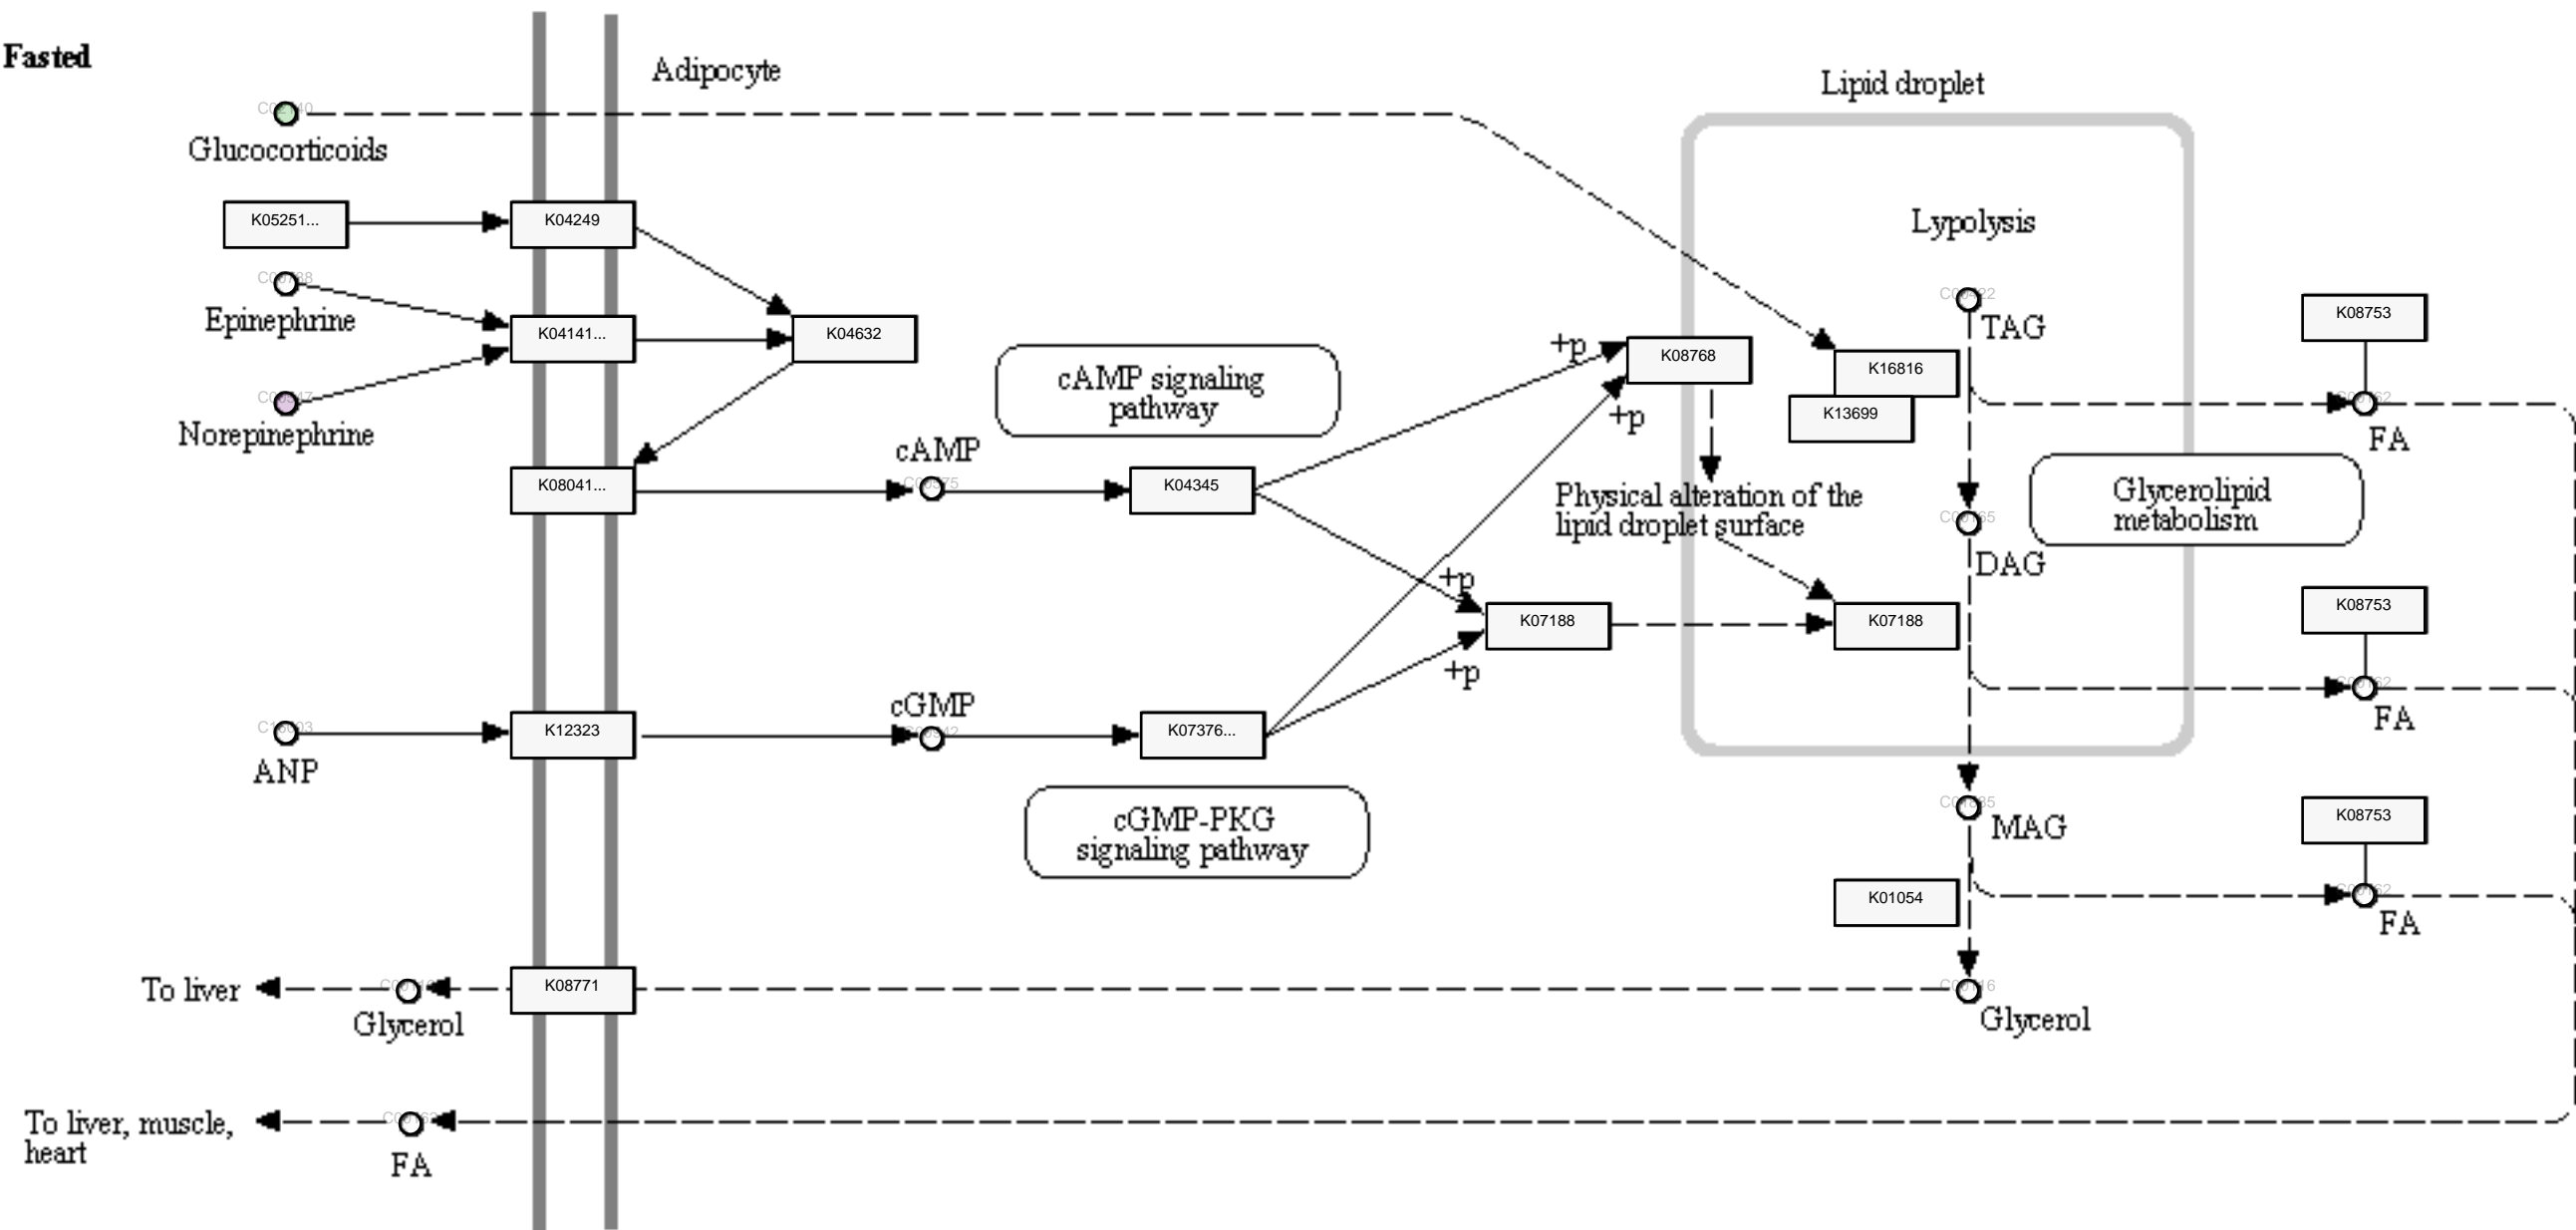 Fasted
Adipocyte
Lipid droplet
Glucocorticoids
K05251...
K04249
Lypolysis
Epinephrine
K04141...
K04632
TAG
K08753
+p
K08768
K16816
cAMP signaling
pathway
+p
K13699
FA
Norepinephrine
cAMP
K08041...
K04345
Physical alteration of the
lipid droplet surface
Glycerolipid
metabolism
DAG
+p
K07188
K07188
K08753
+p
FA
cGMP
K12323
K07376...
ANP
cGMP-PKG
signaling pathway
MAG
K08753
K01054
FA
To liver
K08771
Glycerol
Glycerol
To liver, muscle,
heart
FA